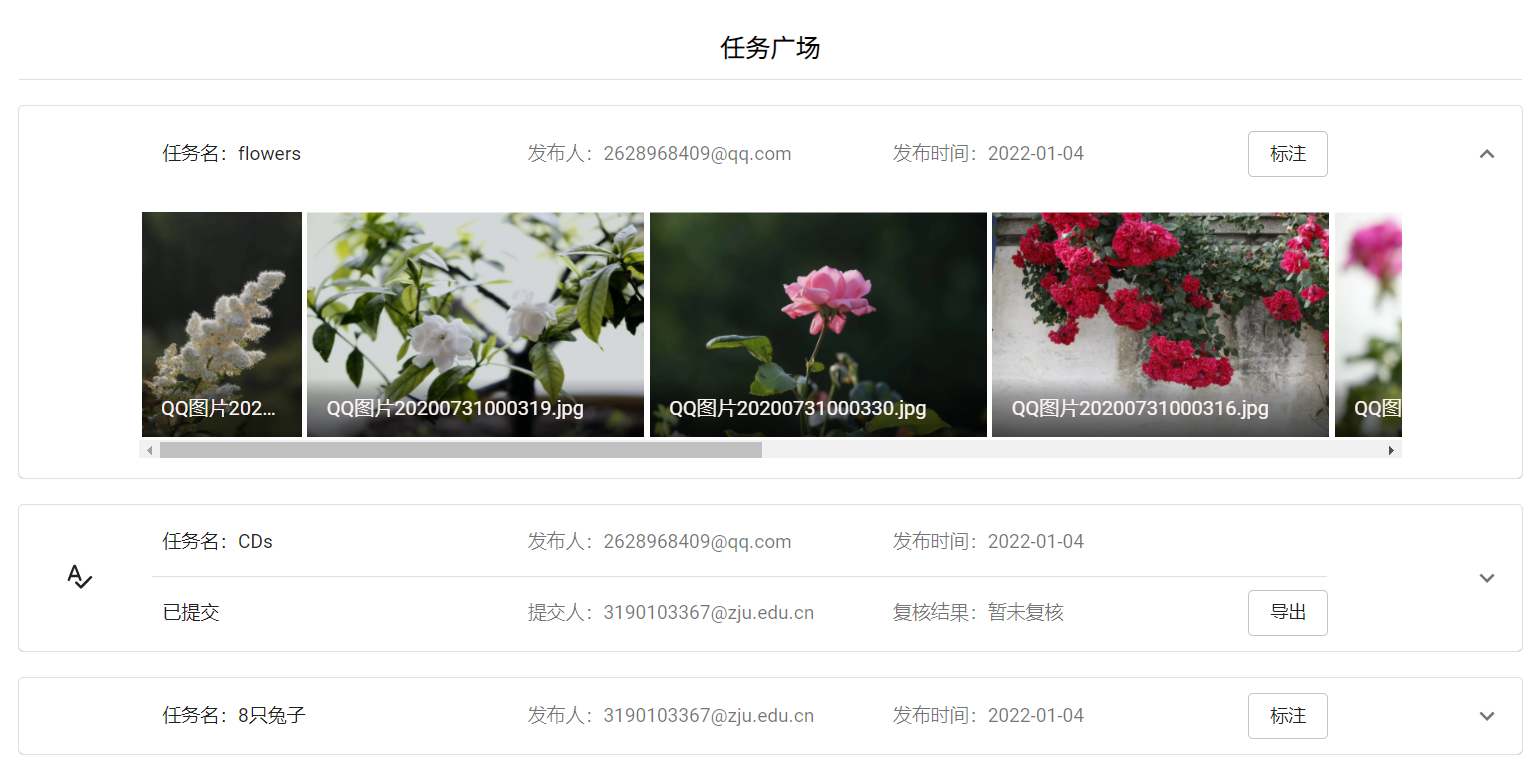 任务广场
任务名：flowers 发布人：2628968409@qq.com 发布时间：2022-01-04 标注
QQ图片202... QQ图片20200731000319.jpg QQ图片20200731000330.jpg QQ图片20200731000316.jpg QQ图
任务名：CDs 发布人：2628968409@qq.com 发布时间：2022-01-04
已提交 提交人：3190103367@zju.edu.cn 复核结果：暂未复核 导出
任务名：8只兔子 发布人：3190103367@zju.edu.cn 发布时间：2022-01-04 标注